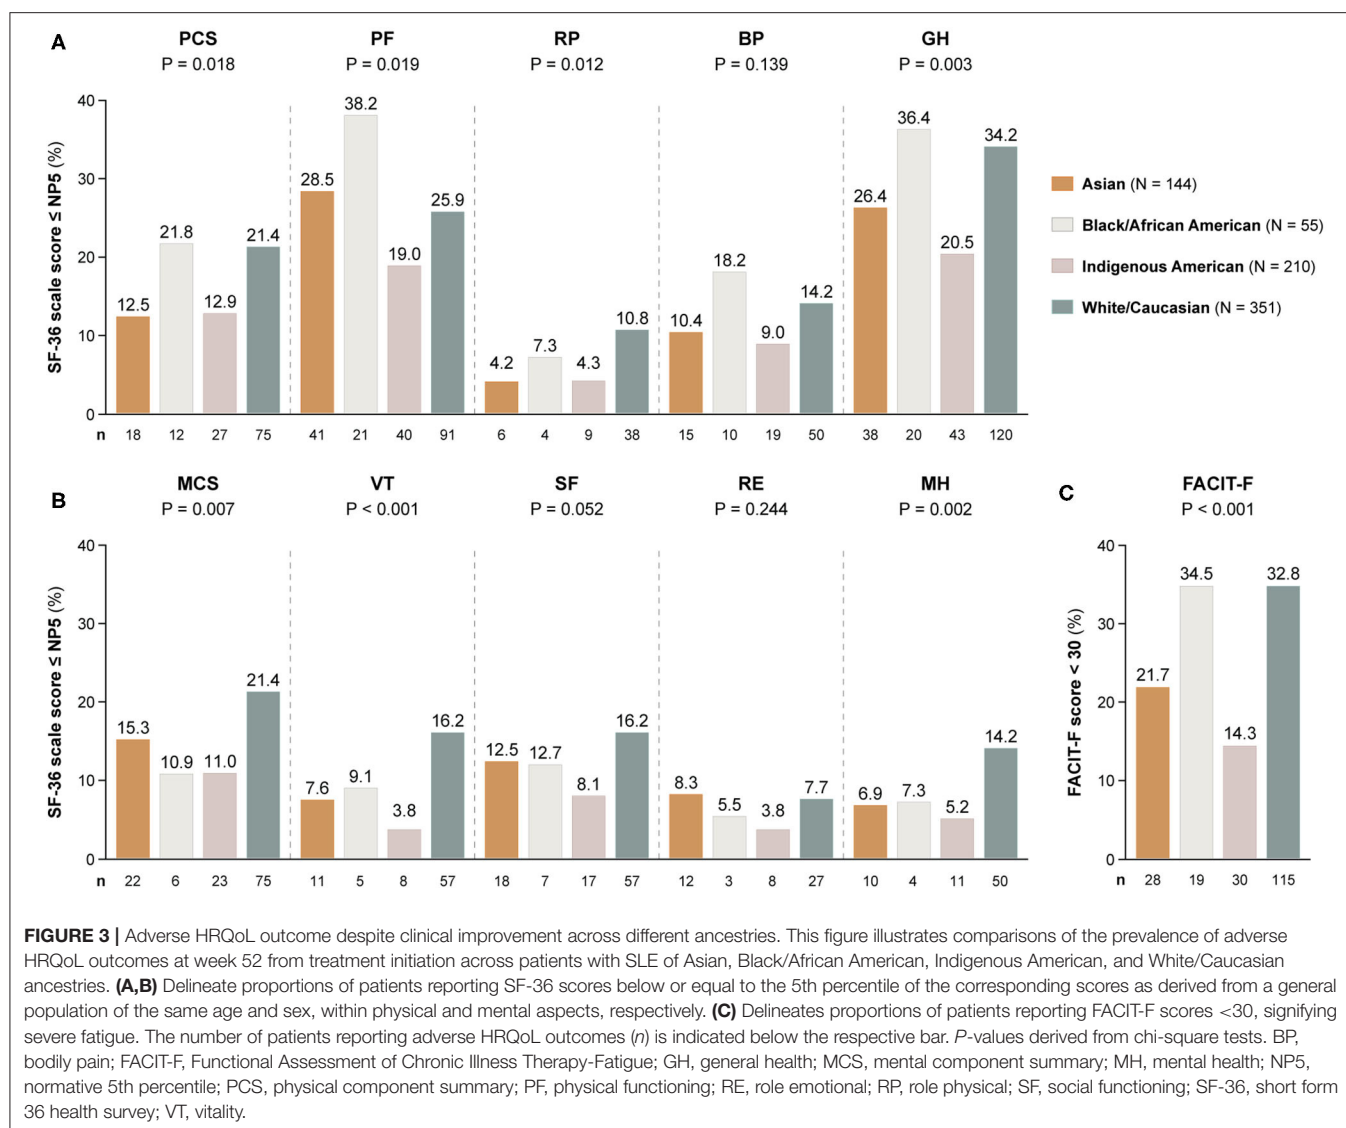 A
PCS PF RP BP GH
P = 0.018 P = 0.019 P = 0.012 P = 0.139 P = 0.003
SF-36 scale score ≤ NP5 (%)
40
30
20
10
0
12.5 21.8 12.9 21.4
28.5 38.2 19.0 25.9
4.2 7.3 4.3 10.8
10.4 18.2 9.0 14.2
26.4 36.4 20.5 34.2
n 18 12 27 75 41 21 40 91 6 4 9 38 15 10 19 50 38 20 43 120
Asian (N = 144)
Black/African American (N = 55)
Indigenous American (N = 210)
White/Caucasian (N = 351)
B
MCS VT SF RE MH
P = 0.007 P < 0.001 P = 0.052 P = 0.244 P = 0.002
SF-36 scale score ≤ NP5 (%)
40
30
20
10
0
15.3 10.9 11.0 21.4
7.6 9.1 3.8 16.2
12.5 12.7 8.1 16.2
8.3 5.5 3.8 7.7
6.9 7.3 5.2 14.2
n 22 6 23 75 11 5 8 57 18 7 17 57 12 3 8 27 10 4 11 50
C
FACIT-F
P < 0.001
FACIT-F score < 30 (%)
40
30
20
10
0
21.7 34.5 14.3 32.8
n 28 19 30 115
FIGURE 3 | Adverse HRQoL outcome despite clinical improvement across different ancestries. This figure illustrates comparisons of the prevalence of adverse
HRQoL outcomes at week 52 from treatment initiation across patients with SLE of Asian, Black/African American, Indigenous American, and White/Caucasian
ancestries. (A,B) Delineate proportions of patients reporting SF-36 scores below or equal to the 5th percentile of the corresponding scores as derived from a general
population of the same age and sex, within physical and mental aspects, respectively. (C) Delineates proportions of patients reporting FACIT-F scores <30, signifying
severe fatigue. The number of patients reporting adverse HRQoL outcomes (n) is indicated below the respective bar. P-values derived from chi-square tests. BP,
bodily pain; FACIT-F, Functional Assessment of Chronic Illness Therapy-Fatigue; GH, general health; MCS, mental component summary; MH, mental health; NP5,
normative 5th percentile; PCS, physical component summary; PF, physical functioning; RE, role emotional; RP, role physical; SF, social functioning; SF-36, short form
36 health survey; VT, vitality.